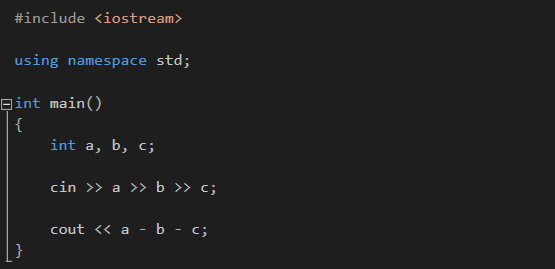 #include <iostream>
using namespace std;
int main()
{
int a, b, c;
cin >> a >> b >> c;
cout << a - b - c;
}